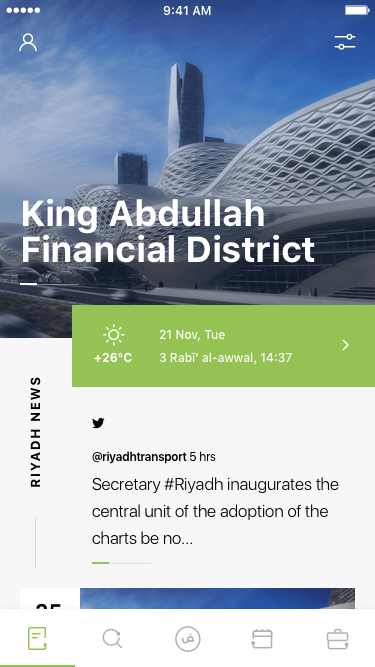 9:41 AM
King Abdullah
Financial District
21 Nov, Tue
+26°C
3 Rabī' al-awwal, 14:37
RIYADH NEWS
@riyadhtransport 5 hrs
Secretary #Riyadh inaugurates the
central unit of the adoption of the
charts be no...
ض